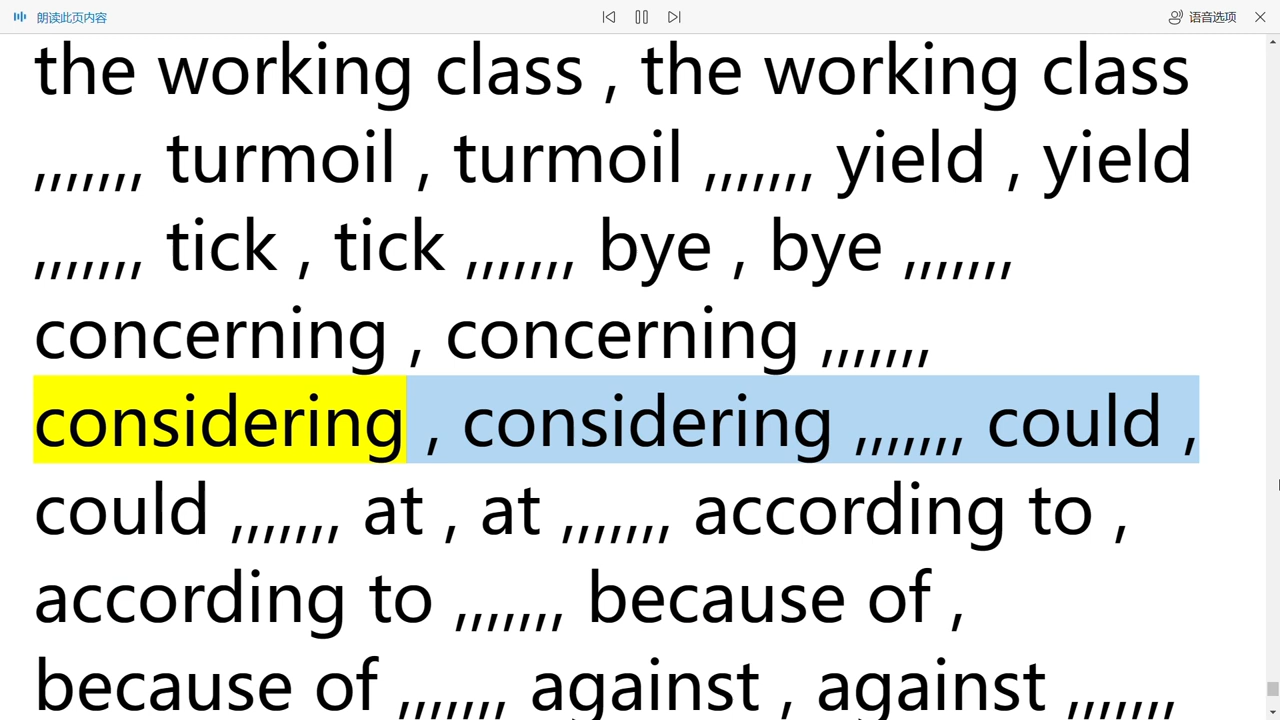 朗读此页内容 语音选项
the working class , the working class
,,,,,,, turmoil , turmoil ,,,,,,, yield , yield
,,,,,,, tick , tick ,,,,,,, bye , bye ,,,,,,,
concerning , concerning ,,,,,,,
considering , considering ,,,,,,, could ,
could ,,,,,,, at , at ,,,,,,, according to ,
according to ,,,,,,, because of ,
because of ,,,,,,, against , against ,,,,,,,